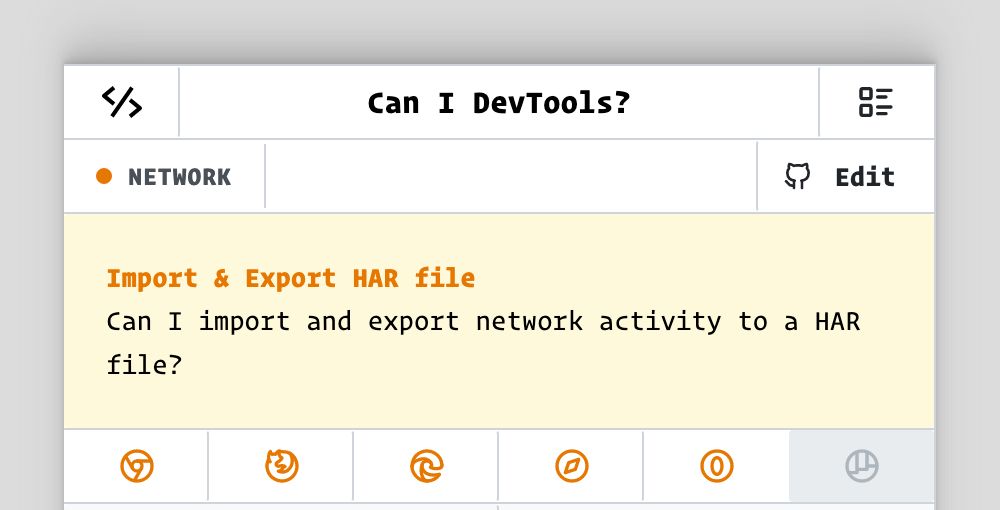 Can I DevTools?
NETWORK
Edit
Import & Export HAR file
Can I import and export network activity to a HAR
file?